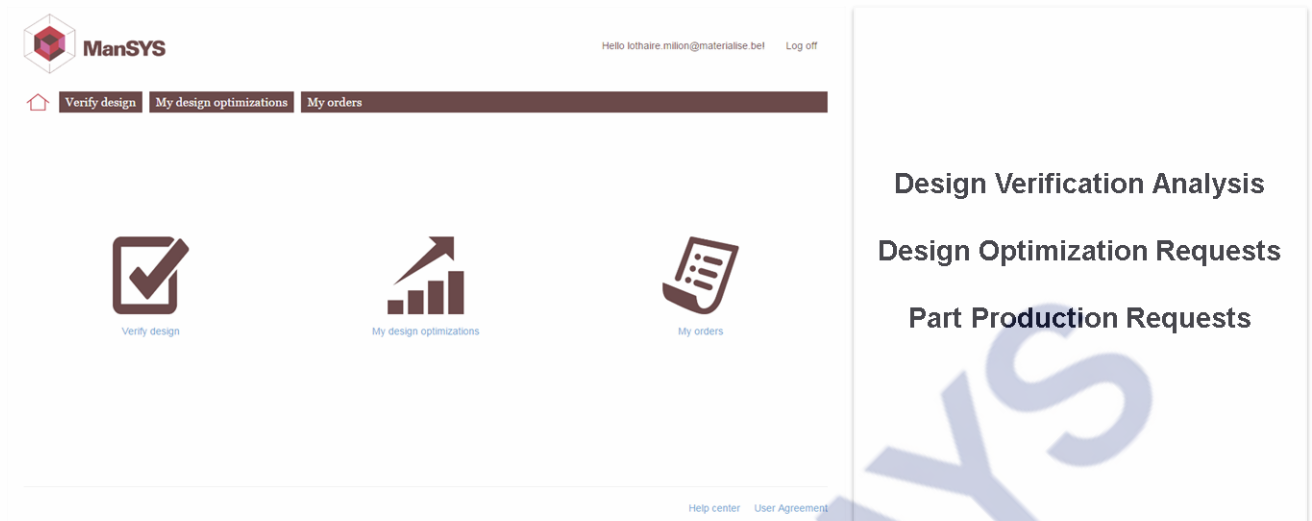 ManSYS
Hello lothaire.milion@materialise.be! Log off
Verify design My design optimizations My orders
Verify design My design optimizations My orders
Help center User Agreement
Design Verification Analysis
Design Optimization Requests
Part Production Requests
YS